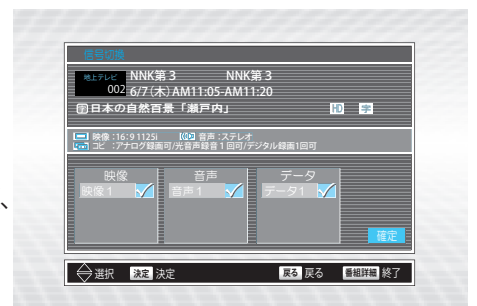 信号切換
地上テレビ NNK第3 NNK第3
002 6/7(木)AM11:05-AM11:20
字日本の自然百景「瀬戸内」 HD 字
映像:16:9 1125i 音声:ステレオ
コピ :アナログ録画可/光音声録音1回可/デジタル録画1回可
映像 音声 データ
映像1 音声1 データ1
、
確定
選択 決定 決定 戻る 戻る 番組詳細 終了